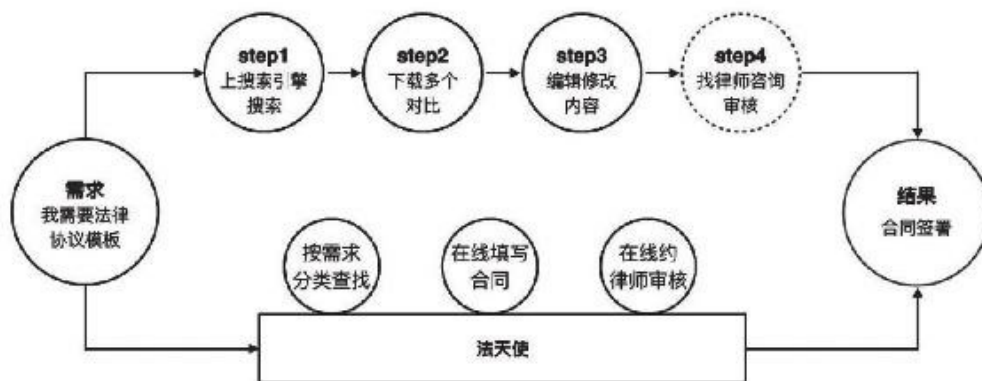 step1
上搜索引擎
搜索
step2
下载多个
对比
step3
编辑修改
内容
step4
找律师咨询
审核
需求
我需要法律
协议模板
结果
合同签署
按需求
分类查找
在线填写
合同
在线约
律师审核
法天使